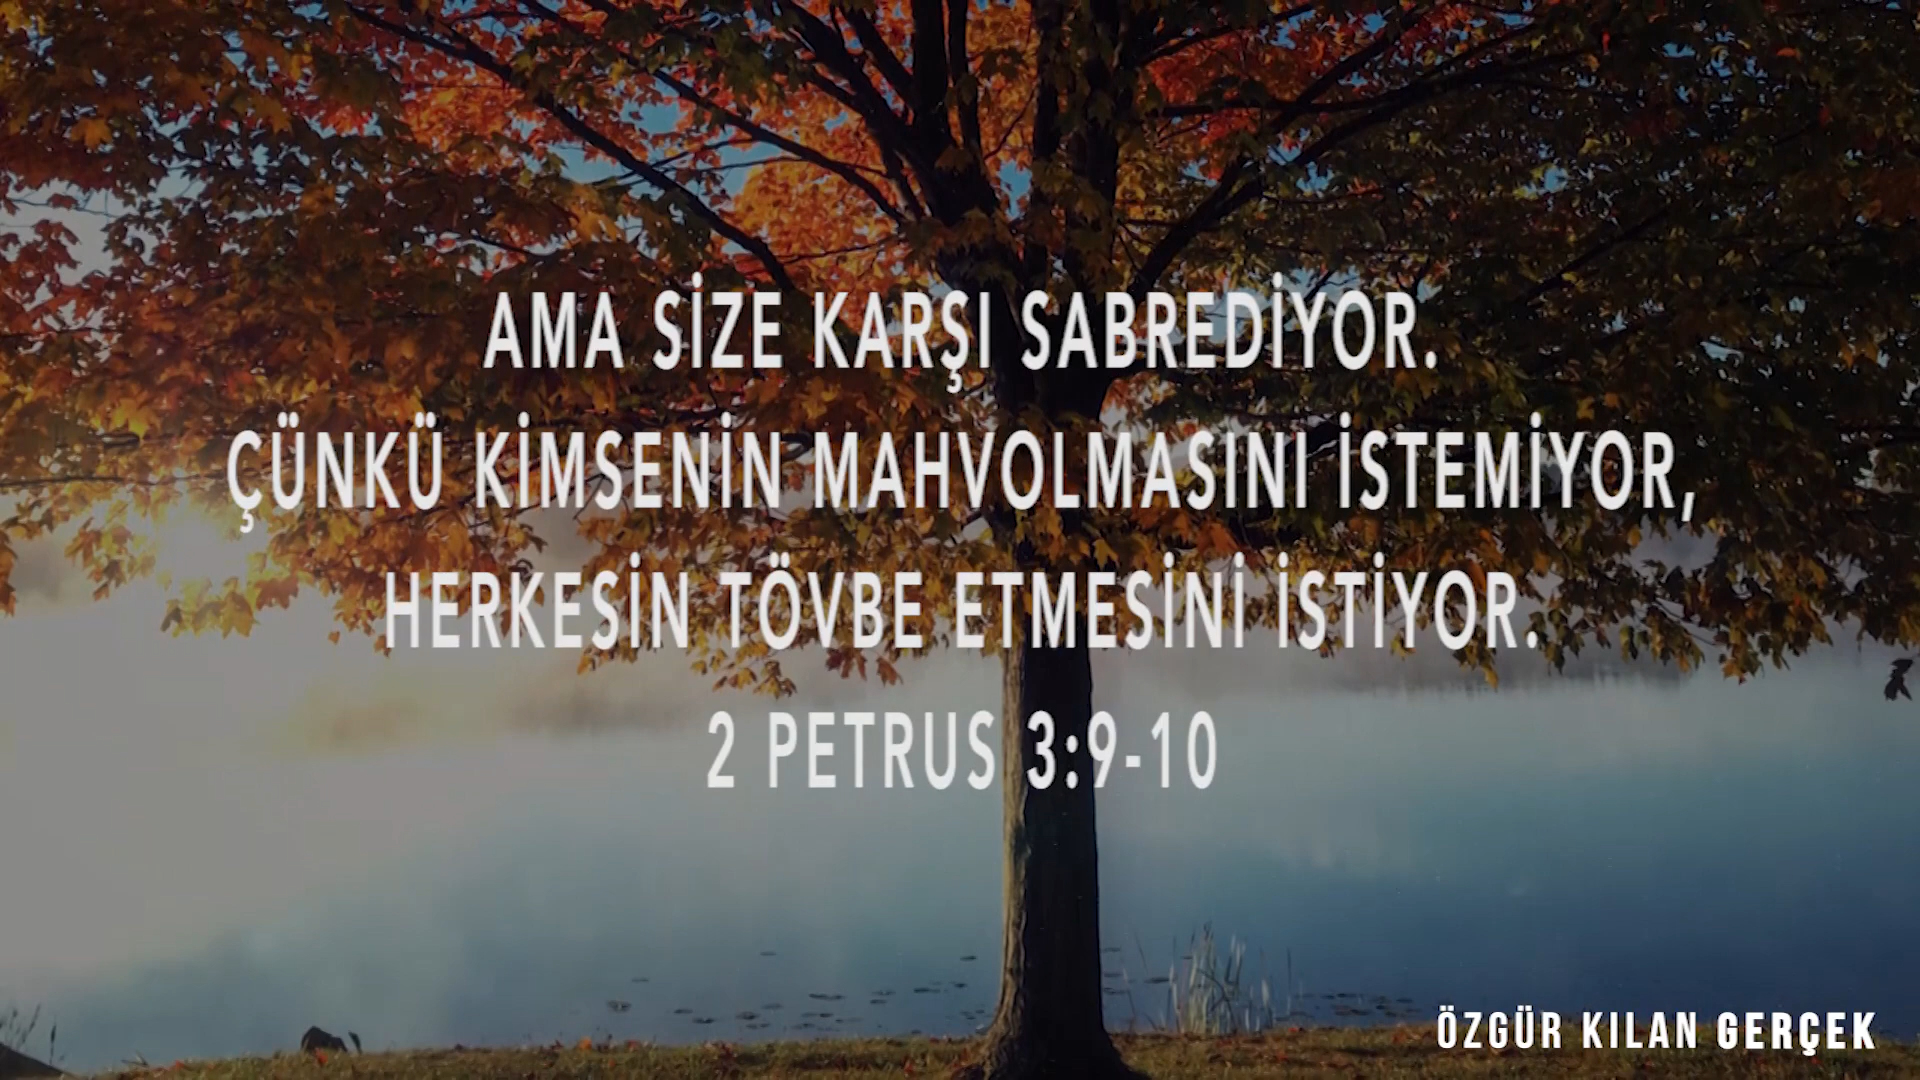 AMA SİZE KARŞI SABREDİYOR.
ÇÜNKÜ KİMSENİN MAHVOLMASINI İSTEMİYOR,
HERKESİN TÖVBE ETMESİNİ İSTİYOR.
2 PETRUS 3:9-10
ÖZGÜR KILAN GERÇEK